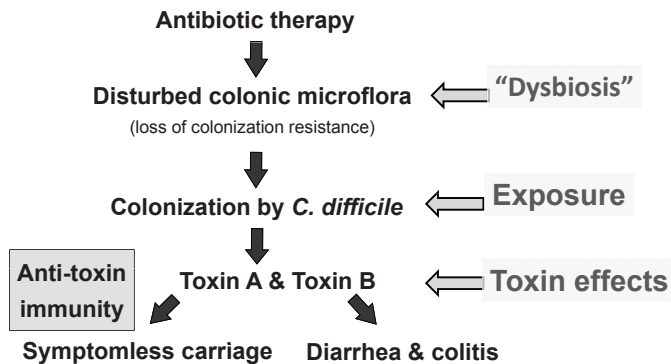 Antibiotic therapy
Disturbed colonic microflora
(loss of colonization resistance)
“Dysbiosis”
Colonization by C. difficile
Exposure
Anti-toxin
immunity
Toxin A & Toxin B
Toxin effects
Symptomless carriage
Diarrhea & colitis